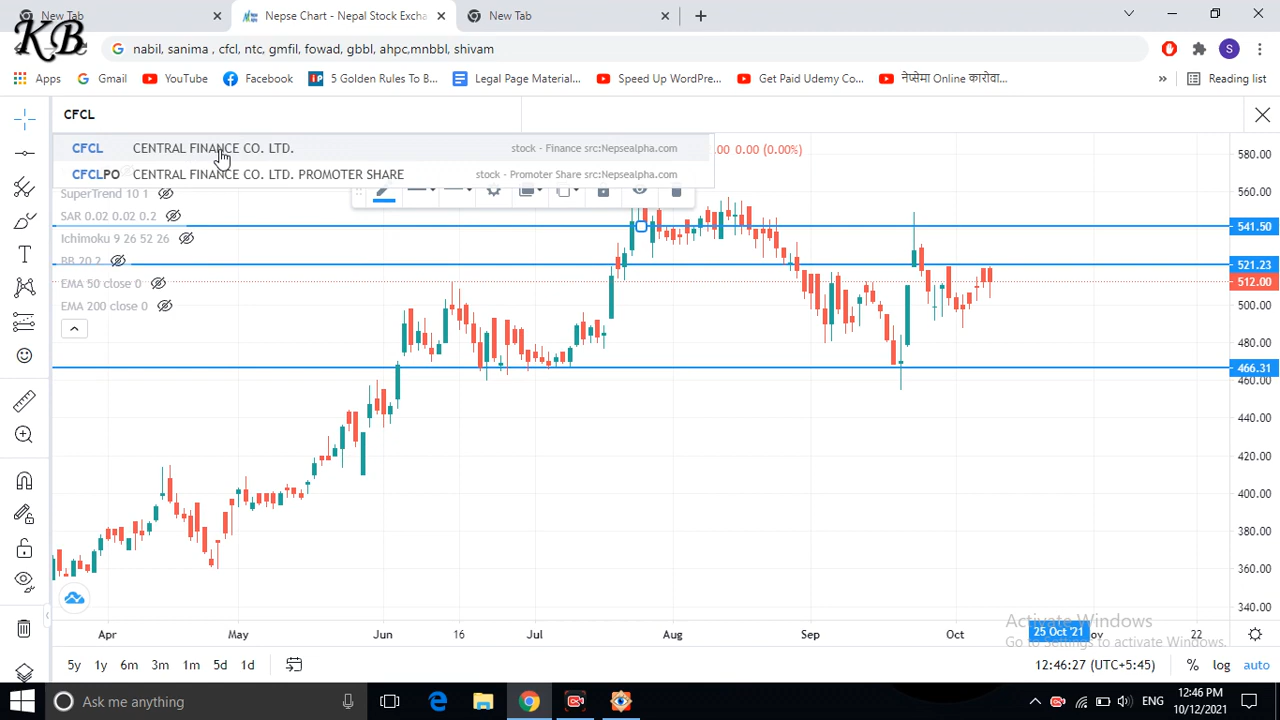 KB
New Tab
Nepse Chart - Nepal Stock Excha
New Tab
nabil, sanima , cfcl, ntc, gmfil, fowad, gbbl, ahpc,mnbbl, shivam
S
Apps
Gmail
YouTube
Facebook
5 Golden Rules To B...
Legal Page Material...
Speed Up WordPre...
Get Paid Udemy Co...
नेप्सेमा Online कारोवा...
»
Reading list
CFCL
CFCL CENTRAL FINANCE CO. LTD. stock - Finance src:Nepsealpha.com
.00 0.00 (0.00%)
CFCLPO CENTRAL FINANCE CO. LTD. PROMOTER SHARE stock - Promoter Share src:Nepsealpha.com
SuperTrend 10 1
SAR 0.02 0.02 0.2
Ichimoku 9 26 52 26
BB 20 2
EMA 50 close 0
EMA 200 close 0
580.00
560.00
541.50
521.23
512.00
500.00
480.00
466.31
460.00
440.00
420.00
400.00
380.00
360.00
340.00
Apr May Jun 16 Jul Aug Sep Oct 25 Oct '21 ov 22
Activate Windows
Go to Settings to activate Windows.
5y 1y 6m 3m 1m 5d 1d
12:46:27 (UTC+5:45) % log auto
Ask me anything
ENG
12:46 PM
10/12/2021